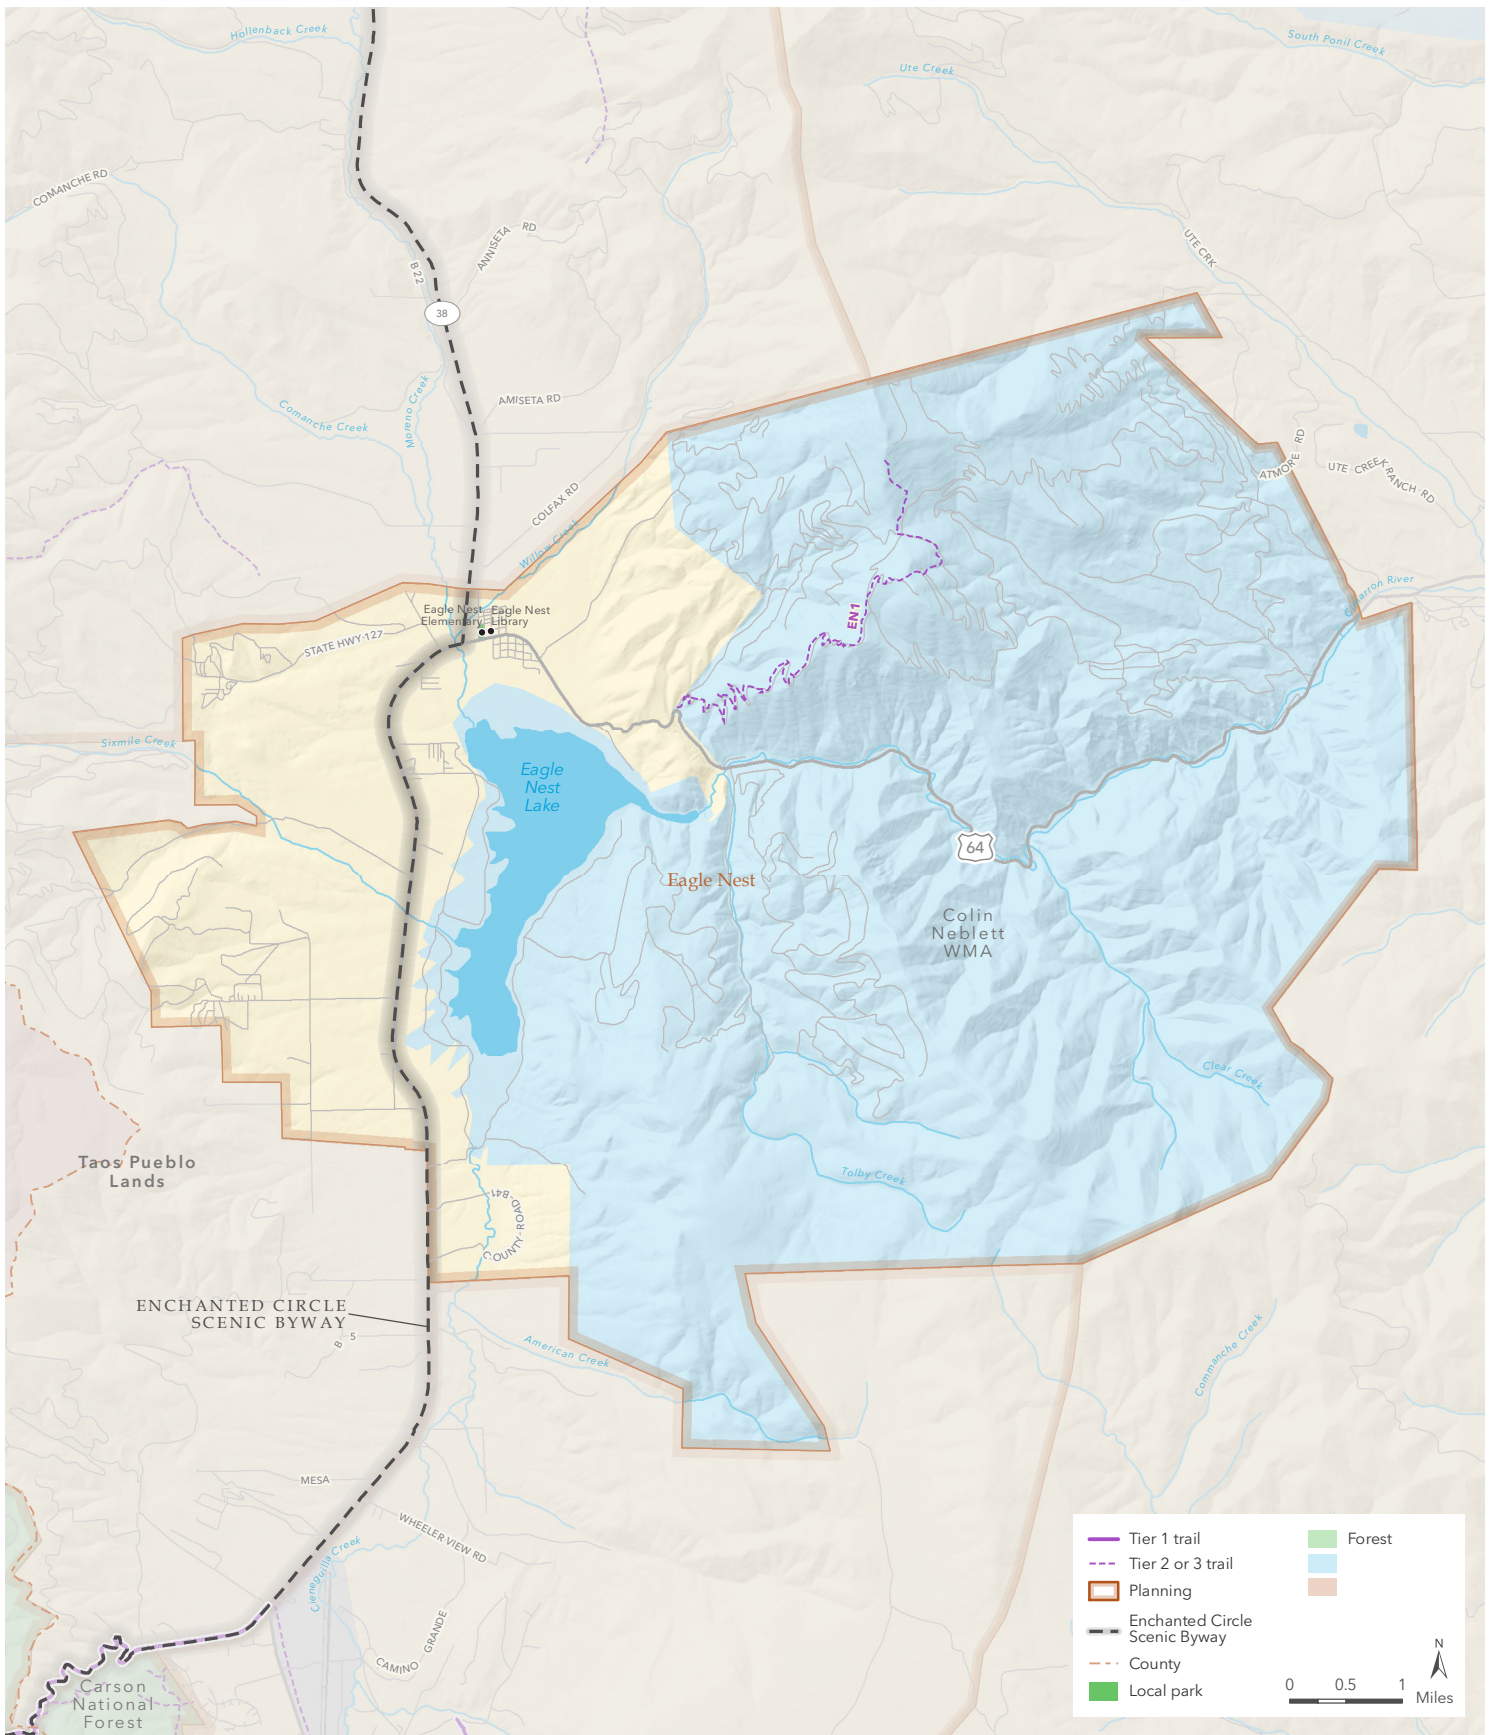 Hollenback Creek
South Ponil Creek
Ute Creek
COMANCHE RD
ANNISETA RD
UTE CRK
B 22
38
AMISETA RD
Moreno Creek
Comanche Creek
COLFAX RD
ATMORE RD
UTE CREEK RANCH RD
Willow Creek
Cimarron River
Eagle Nest
Elementary
Eagle Nest
Library
EN1
STATE HWY 127
Sixmile Creek
Eagle
Nest
Lake
64
Eagle Nest
Colin
Neblett
WMA
Clear Creek
Taos Pueblo
Lands
Tolby Creek
COUNTY ROAD B41
ENCHANTED CIRCLE
SCENIC BYWAY
B 5
American Creek
Commanche Creek
MESA
WHEELER VIEW RD
Cieneguilla Creek
CAMINO GRANDE
Carson
National
Forest
Tier 1 trail
Tier 2 or 3 trail
Planning
Enchanted Circle
Scenic Byway
County
Local park
Forest
N
0 0.5 1
Miles